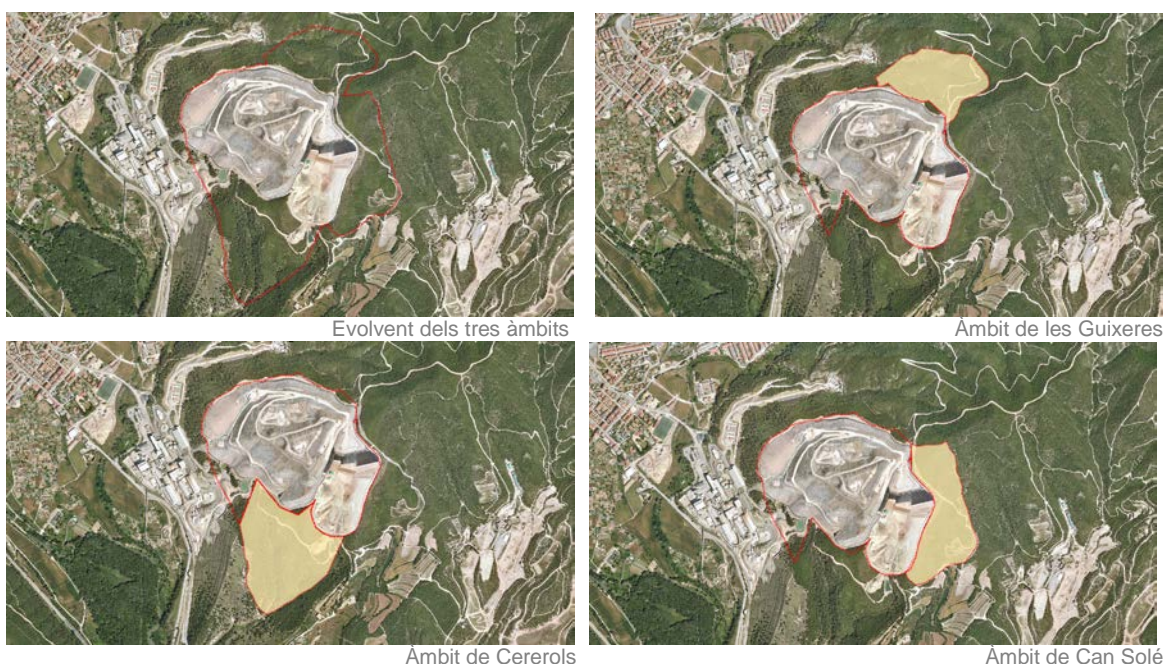 Evolvent dels tres àmbits
Àmbit de les Guixeres
Àmbit de Cererols
Àmbit de Can Solé